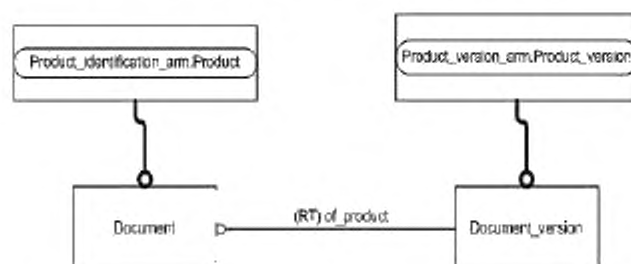 Product_identification_arm.Product
Product_version_arm.Product_version
(RT) of_product
Document
Document_version